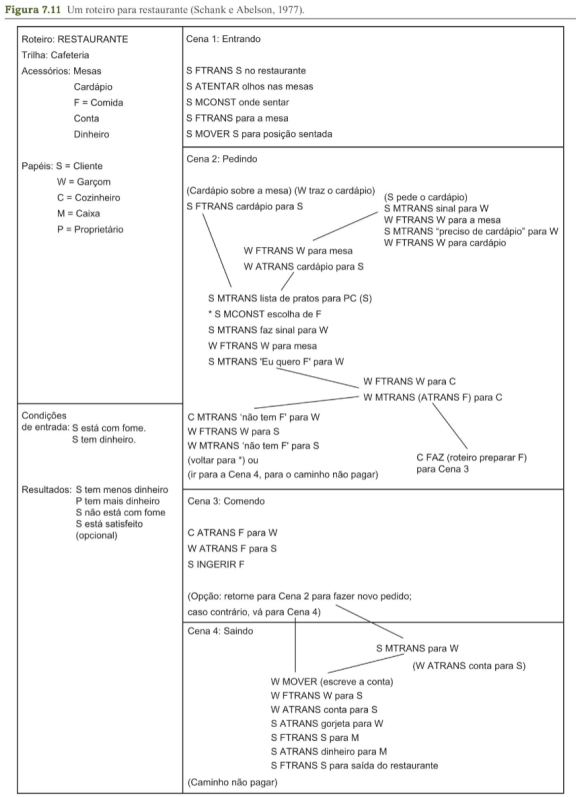 Figura 7.11 Um roteiro para restaurante (Schank e Abelson, 1977).
Roteiro: RESTAURANTE
Trilha: Cafeteria
Acessórios: Mesas
Cardápio
F = Comida
Conta
Dinheiro
Papéis: S = Cliente
W = Garçom
C = Cozinheiro
M = Caixa
P = Proprietário
Condições
de entrada: S está com fome.
S tem dinheiro.
Resultados: S tem menos dinheiro
P tem mais dinheiro
S não está com fome
S está satisfeito
(opcional)
Cena 1: Entrando
S FTRANS S no restaurante
S ATENTAR olhos nas mesas
S MCONST onde sentar
S FTRANS para a mesa
S MOVER S para posição sentada
Cena 2: Pedindo
(Cardápio sobre a mesa) (W traz o cardápio)
S FTRANS cardápio para S
(S pede o cardápio)
S MTRANS sinal para W
W FTRANS W para a mesa
S MTRANS "preciso de cardápio" para W
W FTRANS W para cardápio
W FTRANS W para mesa
W ATRANS cardápio para S
S MTRANS lista de pratos para PC (S)
* S MCONST escolha de F
S MTRANS faz sinal para W
W FTRANS W para mesa
S MTRANS 'Eu quero F' para W
W FTRANS W para C
W MTRANS (ATRANS F) para C
C MTRANS 'não tem F' para W
W FTRANS W para S
W MTRANS 'não tem F' para S
(voltar para *) ou
(ir para a Cena 4, para o caminho não pagar)
C FAZ (roteiro preparar F)
para Cena 3
Cena 3: Comendo
C ATRANS F para W
W ATRANS F para S
S INGERIR F
(Opção: retorne para Cena 2 para fazer novo pedido;
caso contrário, vá para Cena 4)
Cena 4: Saindo
S MTRANS para W
(W ATRANS conta para S)
W MOVER (escreve a conta)
W FTRANS W para S
W ATRANS conta para S
S ATRANS gorjeta para W
S FTRANS S para M
S ATRANS dinheiro para M
S FTRANS S para saída do restaurante
(Caminho não pagar)